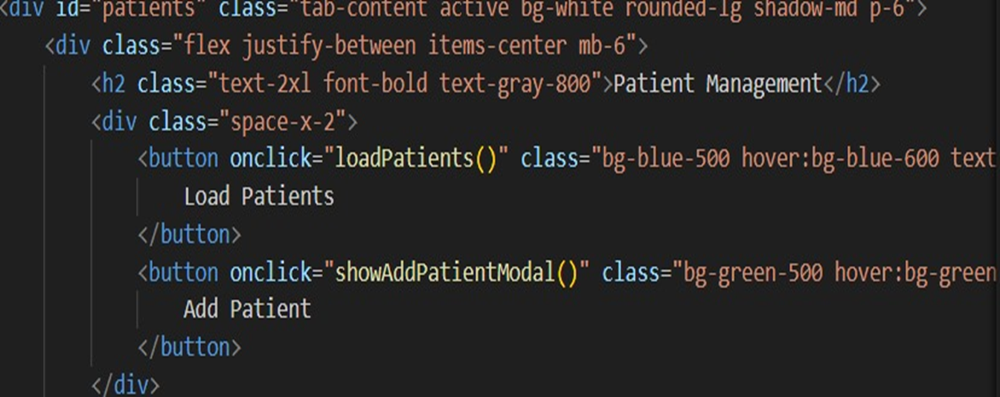 <div id="patients" class="tab-content active bg-white rounded-lg shadow-md p-6">
<div class="flex justify-between items-center mb-6">
<h2 class="text-2xl font-bold text-gray-800">Patient Management</h2>
<div class="space-x-2">
<button onclick="loadPatients()" class="bg-blue-500 hover:bg-blue-600 text
Load Patients
</button>
<button onclick="showAddPatientModal()" class="bg-green-500 hover:bg-green
Add Patient
</button>
</div>